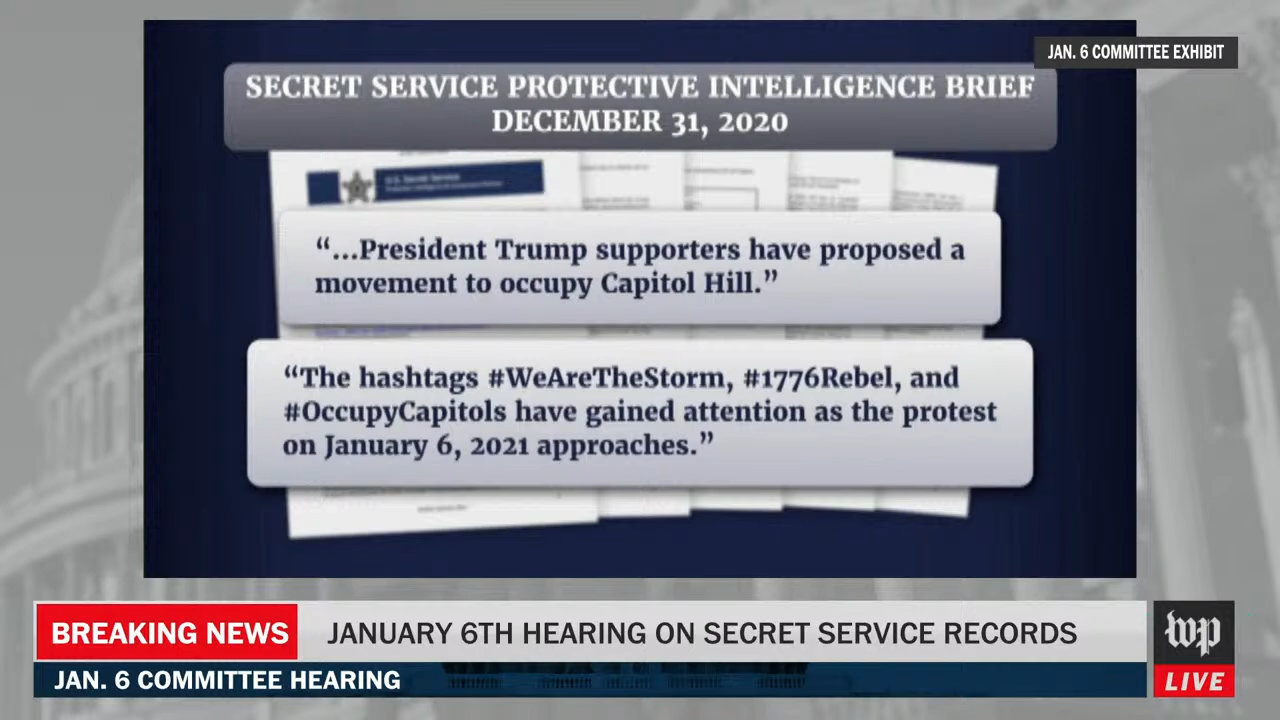 JAN. 6 COMMITTEE EXHIBIT
SECRET SERVICE PROTECTIVE INTELLIGENCE BRIEF
DECEMBER 31, 2020
U.S. Secret Service
“...President Trump supporters have proposed a
movement to occupy Capitol Hill.”
“The hashtags #WeAreTheStorm, #1776Rebel, and
#OccupyCapitols have gained attention as the protest
on January 6, 2021 approaches.”
BREAKING NEWS
JANUARY 6TH HEARING ON SECRET SERVICE RECORDS
JAN. 6 COMMITTEE HEARING
wp
LIVE